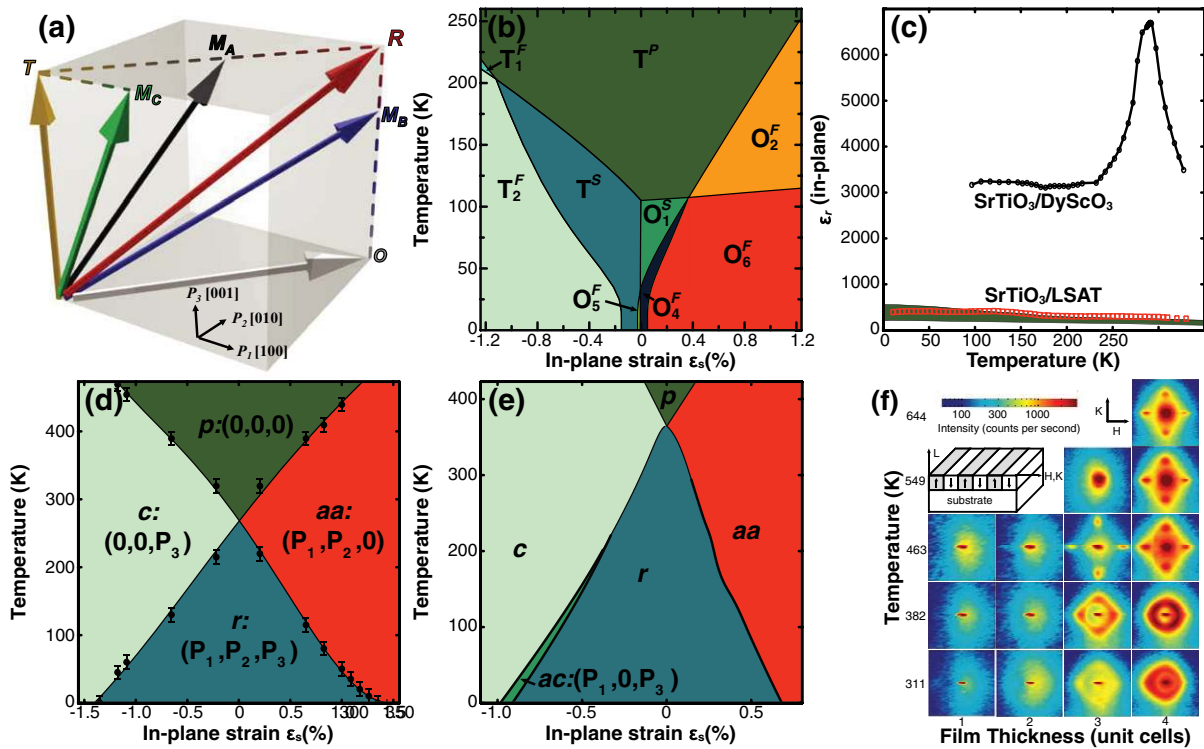 (a)
T
M_A
R
M_C
M_B
O
P_3 [001]
P_2 [010]
P_1 [100]
(b)
250
200
150
100
50
0
Temperature (K)
T_1^F
T^P
T_2^F
T^S
O_2^F
O_1^S
O_6^F
O_5^F
O_4^F
-1.2 -0.8 -0.4 0 0.4 0.8 1.2
In-plane strain ε_s(%)
(c)
6000
5000
4000
3000
2000
1000
0
ε_r (in-plane)
SrTiO_3/DyScO_3
SrTiO_3/LSAT
0 50 100 150 200 250
Temperature (K)
(d)
400
300
200
100
0
Temperature (K)
p:(0,0,0)
c:
(0,0,P_3)
aa:
(P_1,P_2,0)
r:
(P_1,P_2,P_3)
-1.5 -1.0 -0.5 0 0.5
In-plane strain ε_s(%)
(e)
400
300
200
100
0
Temperature (K)
p
c
r
aa
ac:(P_1,0,P_3)
-1.0 -0.5 0 0.5
In-plane strain ε_s(%)
(f)
100 300 1000
Intensity (counts per second)
K
H
L
H,K
substrate
644
549
463
382
311
Temperature (K)
1 2 3 4
Film Thickness (unit cells)